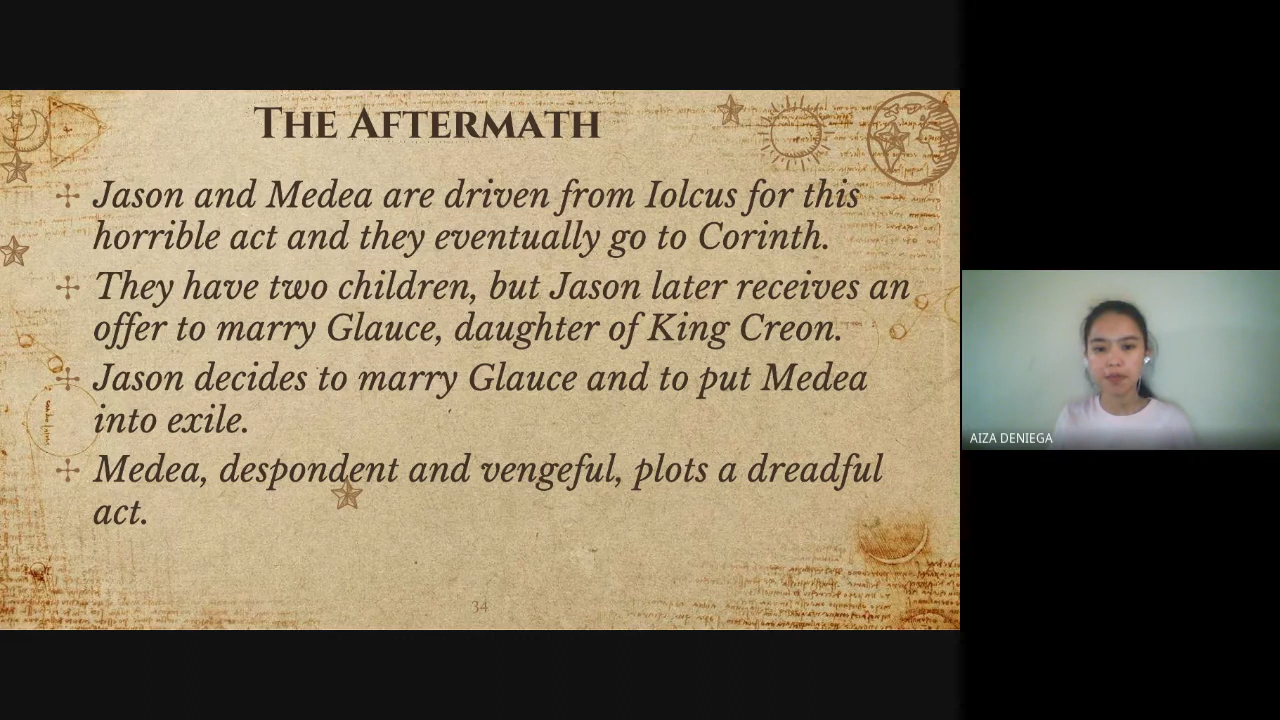 The Aftermath
Jason and Medea are driven from Iolcus for this
horrible act and they eventually go to Corinth.
They have two children, but Jason later receives an
offer to marry Glauce, daughter of King Creon.
Jason decides to marry Glauce and to put Medea
into exile.
Medea, despondent and vengeful, plots a dreadful
act.
34
AIZA DENIEGA